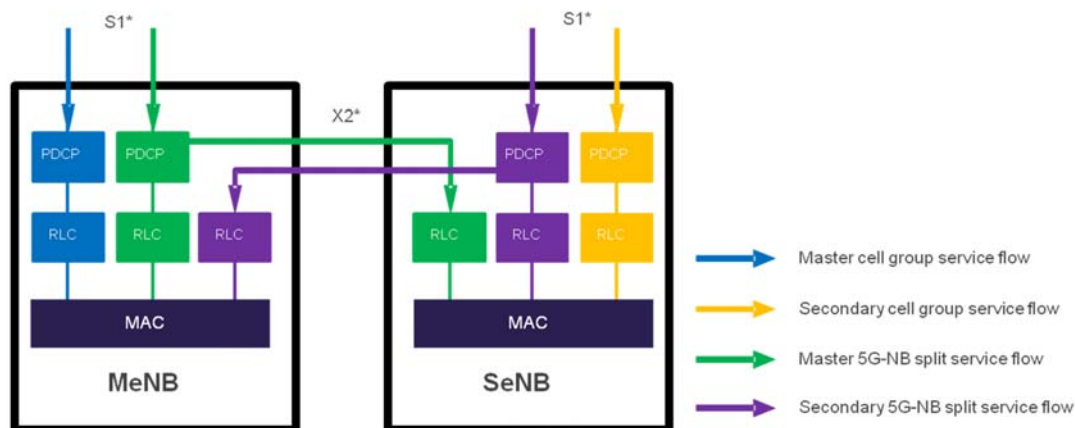 S1*
S1*
X2*
PDCP
PDCP
PDCP
PDCP
RLC
RLC
RLC
RLC
RLC
RLC
MAC
MAC
MeNB
SeNB
Master cell group service flow
Secondary cell group service flow
Master 5G-NB split service flow
Secondary 5G-NB split service flow